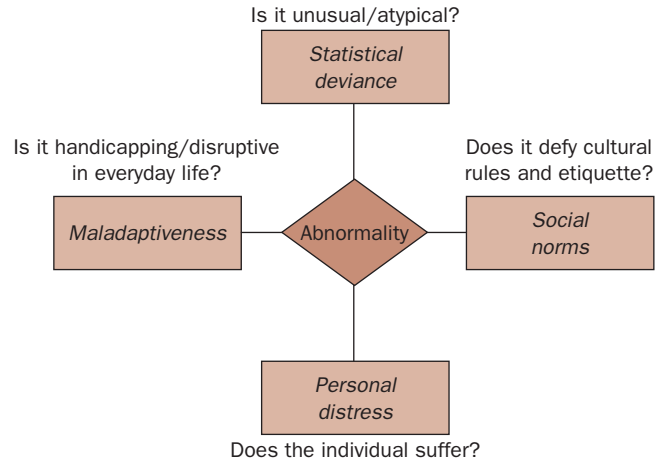 Is it unusual/atypical?
Statistical
deviance
Is it handicapping/disruptive
in everyday life?
Maladaptiveness
Abnormality
Does it defy cultural
rules and etiquette?
Social
norms
Personal
distress
Does the individual suffer?